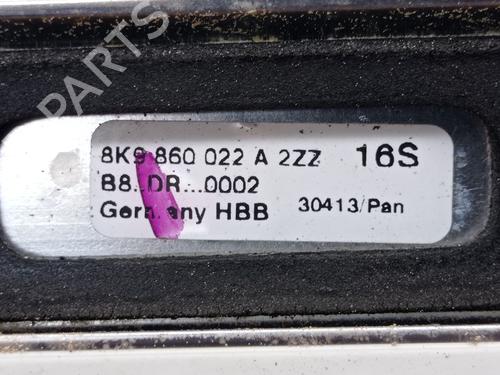 8K9 860 022 A 2ZZ 16S
B8..DR...0002
Germany HBB 30413/Pan
B-PARTS